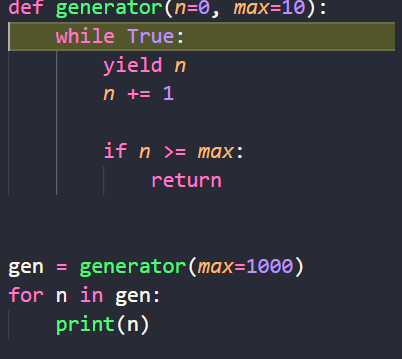 def generator(n=0, max=10):
    while True:
        yield n
        n += 1

        if n >= max:
            return


gen = generator(max=1000)
for n in gen:
    print(n)